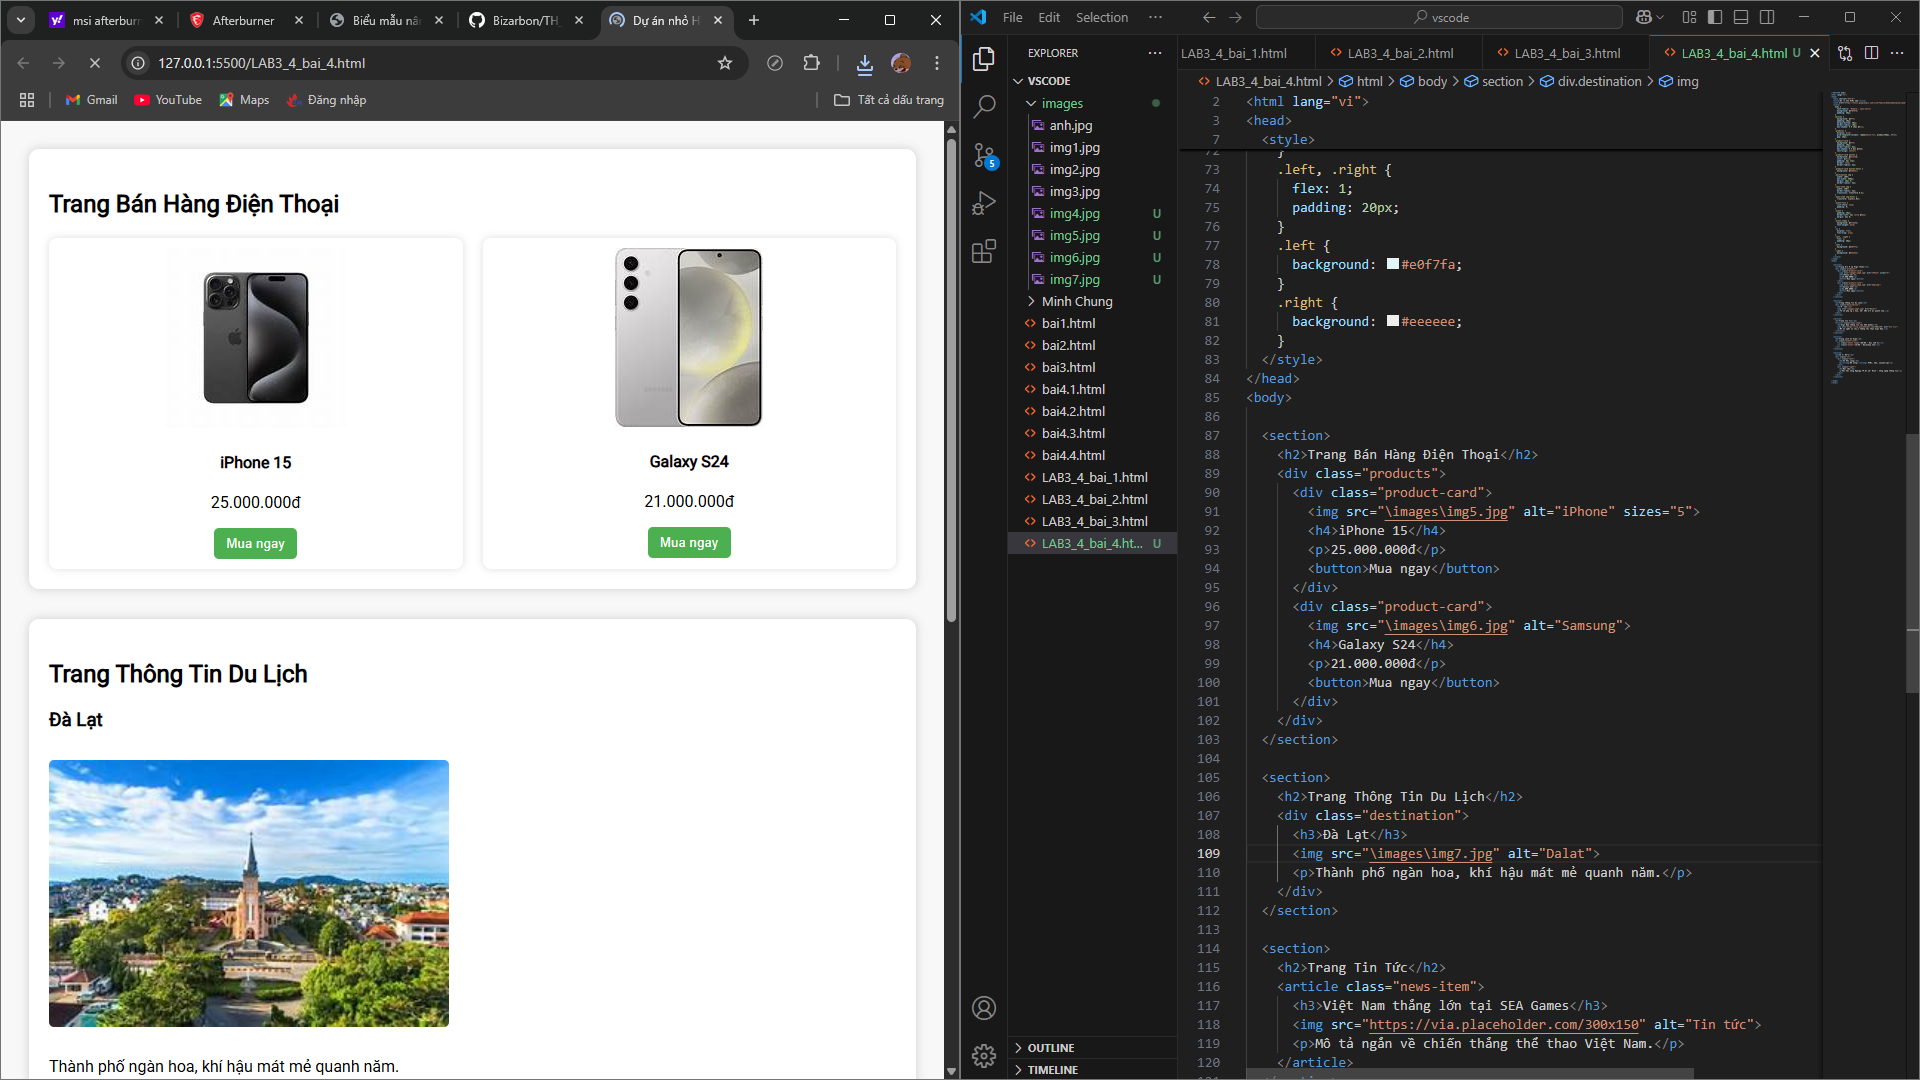 msi afterburn
Afterburner
Biểu mẫu nân
Bizarbon/TH_
Dự án nhỏ H
127.0.0.1:5500/LAB3_4_bai_4.html
Gmail
YouTube
Maps
Đăng nhập
Tất cả dấu trang
Trang Bán Hàng Điện Thoại
iPhone 15
25.000.000đ
Mua ngay
Galaxy S24
21.000.000đ
Mua ngay
Trang Thông Tin Du Lịch
Đà Lạt
Thành phố ngàn hoa, khí hậu mát mẻ quanh năm.
File Edit Selection ···
vscode
EXPLORER ···
VSCODE
images
anh.jpg
img1.jpg
img2.jpg
img3.jpg
img4.jpg U
img5.jpg U
img6.jpg U
img7.jpg U
Minh Chung
bai1.html
bai2.html
bai3.html
bai4.1.html
bai4.2.html
bai4.3.html
bai4.4.html
LAB3_4_bai_1.html
LAB3_4_bai_2.html
LAB3_4_bai_3.html
LAB3_4_bai_4.ht... U
OUTLINE
TIMELINE
5
LAB3_4_bai_1.html
LAB3_4_bai_2.html
LAB3_4_bai_3.html
LAB3_4_bai_4.html U
LAB3_4_bai_4.html > html > body > section > div.destination > img
2 <html lang="vi">
3 <head>
7 <style>
72 }
73 .left, .right {
74 flex: 1;
75 padding: 20px;
76 }
77 .left {
78 background: #e0f7fa;
79 }
80 .right {
81 background: #eeeeee;
82 }
83 </style>
84 </head>
85 <body>
86
87 <section>
88 <h2>Trang Bán Hàng Điện Thoại</h2>
89 <div class="products">
90 <div class="product-card">
91 <img src="\images\img5.jpg" alt="iPhone" sizes="5">
92 <h4>iPhone 15</h4>
93 <p>25.000.000đ</p>
94 <button>Mua ngay</button>
95 </div>
96 <div class="product-card">
97 <img src="\images\img6.jpg" alt="Samsung">
98 <h4>Galaxy S24</h4>
99 <p>21.000.000đ</p>
100 <button>Mua ngay</button>
101 </div>
102 </div>
103 </section>
104
105 <section>
106 <h2>Trang Thông Tin Du Lịch</h2>
107 <div class="destination">
108 <h3>Đà Lạt</h3>
109 <img src="\images\img7.jpg" alt="Dalat">
110 <p>Thành phố ngàn hoa, khí hậu mát mẻ quanh năm.</p>
111 </div>
112 </section>
113
114 <section>
115 <h2>Trang Tin Tức</h2>
116 <article class="news-item">
117 <h3>Việt Nam thắng lớn tại SEA Games</h3>
118 <img src="https://via.placeholder.com/300x150" alt="Tin tức">
119 <p>Mô tả ngắn về chiến thắng thể thao Việt Nam.</p>
120 </article>